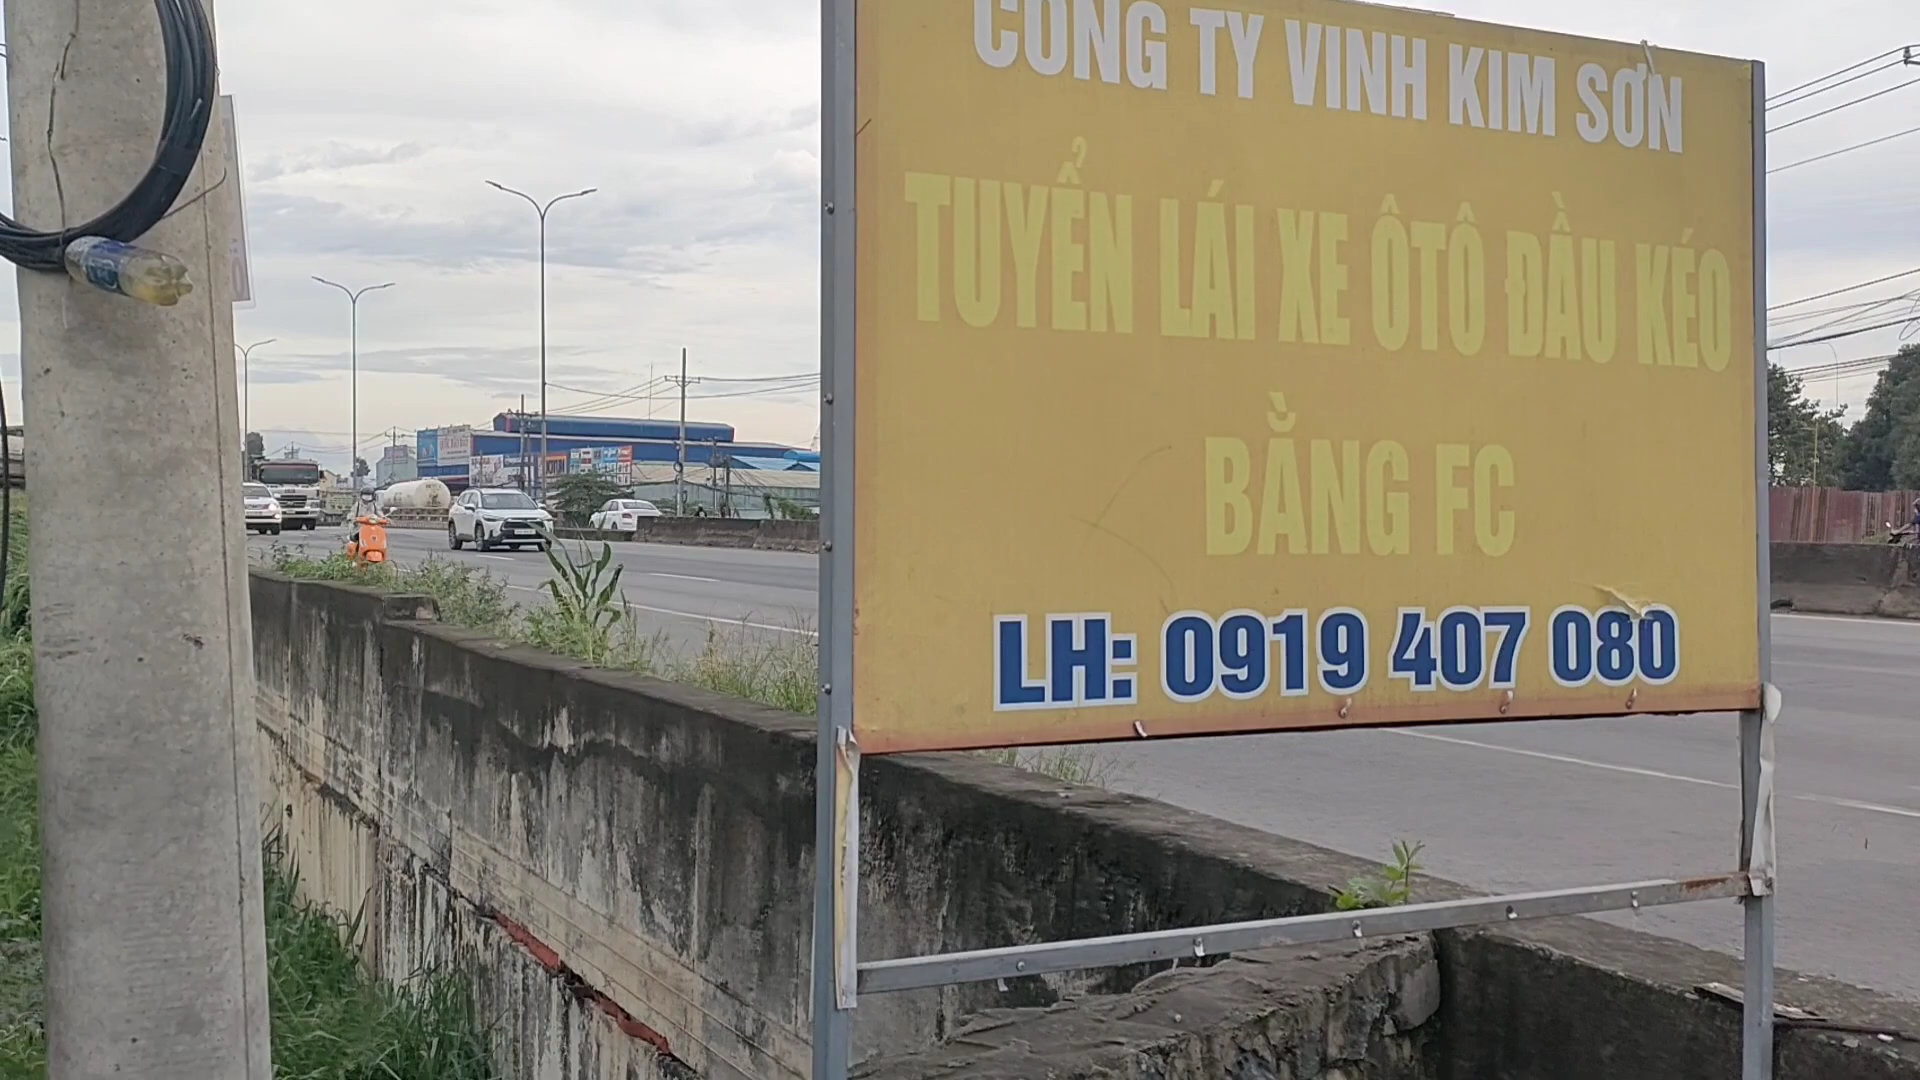 CÔNG TY VINH KIM SƠN
TUYỂN LÁI XE ÔTÔ ĐẦU KÉO
BẰNG FC
LH: 0919 407 080